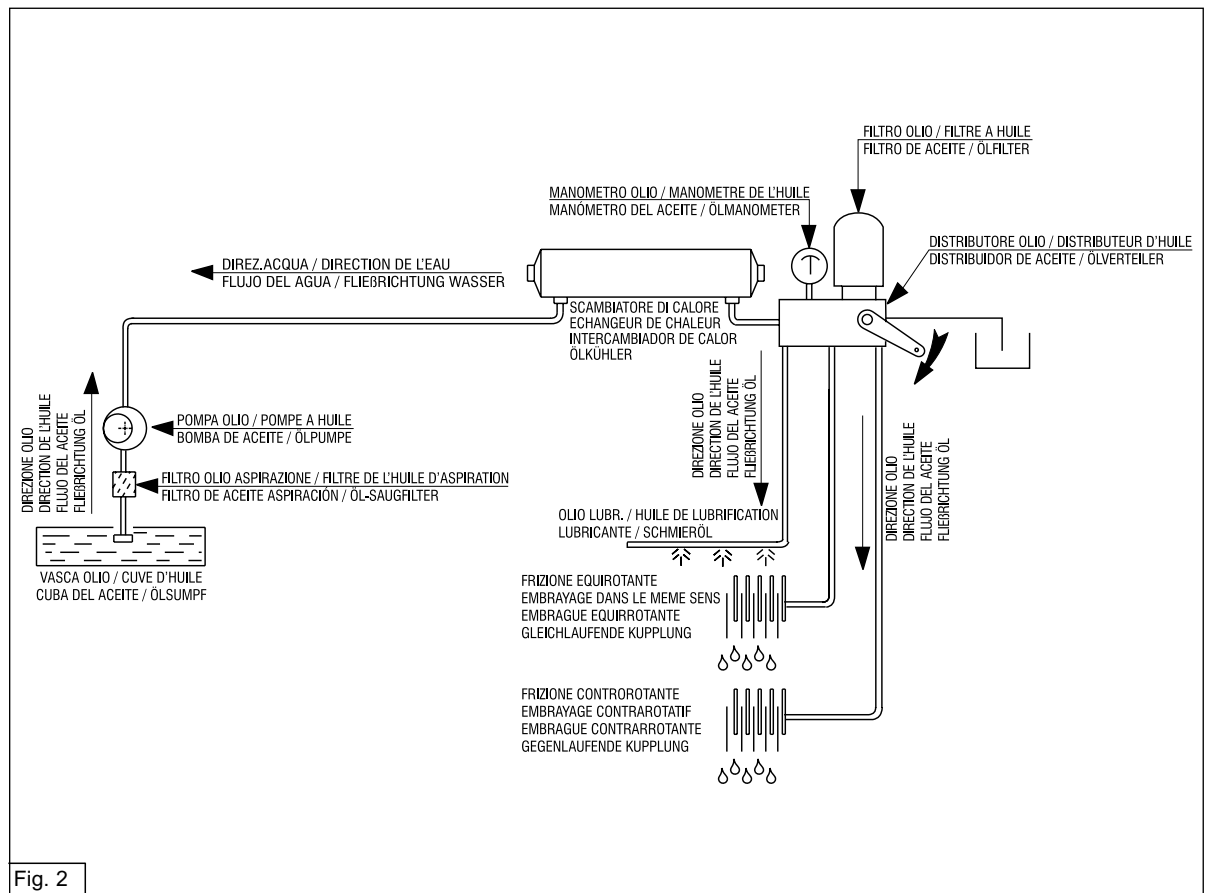 FILTRO OLIO / FILTRE A HUILE
FILTRO DE ACEITE / ÖLFILTER
MANOMETRO OLIO / MANOMETRE DE L'HUILE
MANÓMETRO DEL ACEITE / ÖLMANOMETER
DISTRIBUTORE OLIO / DISTRIBUTEUR D'HUILE
DISTRIBUIDOR DE ACEITE / ÖLVERTEILER
DIREZ.ACQUA / DIRECTION DE L'EAU
FLUJO DEL AGUA / FLIEßRICHTUNG WASSER
SCAMBIATORE DI CALORE
ECHANGEUR DE CHALEUR
INTERCAMBIADOR DE CALOR
ÖLKÜHLER
DIREZIONE OLIO
DIRECTION DE L'HUILE
FLUJO DEL ACEITE
FLIEßRICHTUNG ÖL
POMPA OLIO / POMPE A HUILE
BOMBA DE ACEITE / ÖLPUMPE
FILTRO OLIO ASPIRAZIONE / FILTRE DE L'HUILE D'ASPIRATION
FILTRO DE ACEITE ASPIRACIÓN / ÖL-SAUGFILTER
VASCA OLIO / CUVE D'HUILE
CUBA DEL ACEITE / ÖLSUMPF
DIREZIONE OLIO
DIRECTION DE L'HUILE
FLUJO DEL ACEITE
FLIEßRICHTUNG ÖL
DIREZIONE OLIO
DIRECTION DE L'HUILE
FLUJO DEL ACEITE
FLIEßRICHTUNG ÖL
OLIO LUBR. / HUILE DE LUBRIFICATION
LUBRICANTE / SCHMIERÖL
FRIZIONE EQUIROTANTE
EMBRAYAGE DANS LE MEME SENS
EMBRAGUE EQUIRROTANTE
GLEICHLAUFENDE KUPPLUNG
FRIZIONE CONTROROTANTE
EMBRAYAGE CONTRAROTATIF
EMBRAGUE CONTRARROTANTE
GEGENLAUFENDE KUPPLUNG
Fig. 2